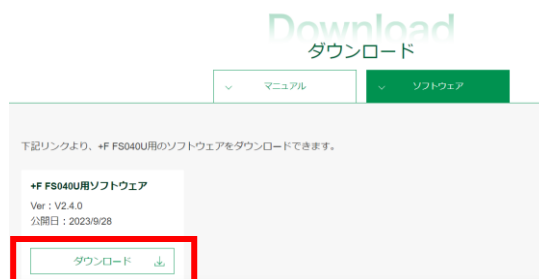 Download
ダウンロード
マニュアル
ソフトウェア
下記リンクより、+F FS040U用のソフトウェアをダウンロードできます。
+F FS040U用ソフトウェア
Ver：V2.4.0
公開日：2023/9/28
ダウンロード